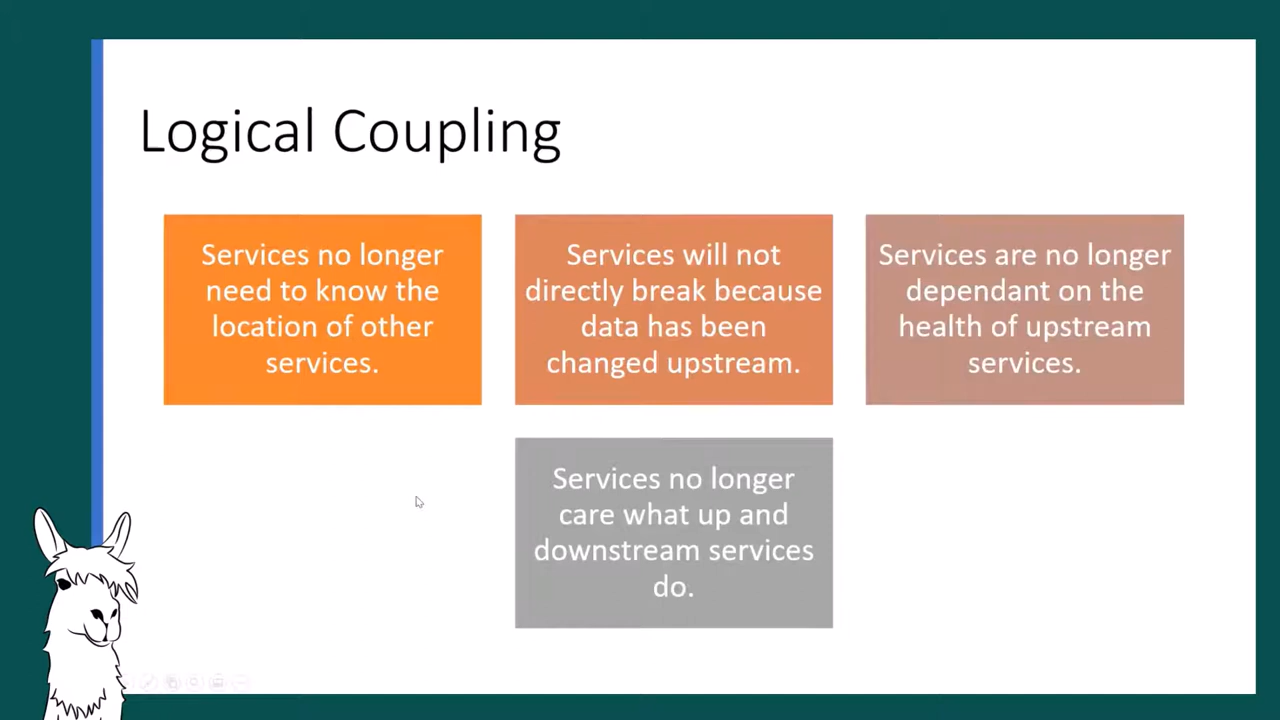 Logical Coupling
Services no longer
need to know the
location of other
services.
Services will not
directly break because
data has been
changed upstream.
Services are no longer
dependant on the
health of upstream
services.
Services no longer
care what up and
downstream services
do.